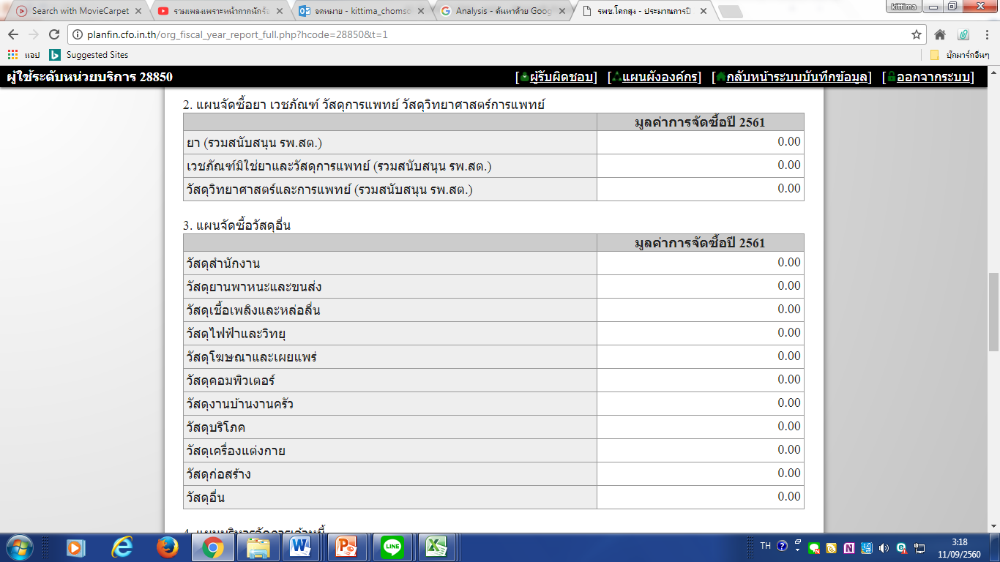 Search with MovieCarpet
รวมเพลงเพราะหน้ากากนักร้
จดหมาย - kittima_chomso
Analysis - ค้นหาด้วย Goog
รพช.โคกสูง - ประมาณการปี
kittima
planfin.cfo.in.th/org_fiscal_year_report_full.php?hcode=28850&t=1
แอป
Suggested Sites
บุ๊กมาร์กอื่นๆ
ผู้ใช้ระดับหน่วยบริการ 28850
[ผู้รับผิดชอบ] [แผนผังองค์กร] [กลับหน้าระบบบันทึกข้อมูล] [ออกจากระบบ]
2. แผนจัดซื้อยา เวชภัณฑ์ วัสดุการแพทย์ วัสดุวิทยาศาสตร์การแพทย์
มูลค่าการจัดซื้อปี 2561
ยา (รวมสนับสนุน รพ.สต.) 0.00
เวชภัณฑ์มิใช่ยาและวัสดุการแพทย์ (รวมสนับสนุน รพ.สต.) 0.00
วัสดุวิทยาศาสตร์และการแพทย์ (รวมสนับสนุน รพ.สต.) 0.00
3. แผนจัดซื้อวัสดุอื่น
มูลค่าการจัดซื้อปี 2561
วัสดุสำนักงาน 0.00
วัสดุยานพาหนะและขนส่ง 0.00
วัสดุเชื้อเพลิงและหล่อลื่น 0.00
วัสดุไฟฟ้าและวิทยุ 0.00
วัสดุโฆษณาและเผยแพร่ 0.00
วัสดุคอมพิวเตอร์ 0.00
วัสดุงานบ้านงานครัว 0.00
วัสดุบริโภค 0.00
วัสดุเครื่องแต่งกาย 0.00
วัสดุก่อสร้าง 0.00
วัสดุอื่น 0.00
4. แผนบริหารจัดการเจ้าหนี้
LINE
TH
3:18
11/09/2560